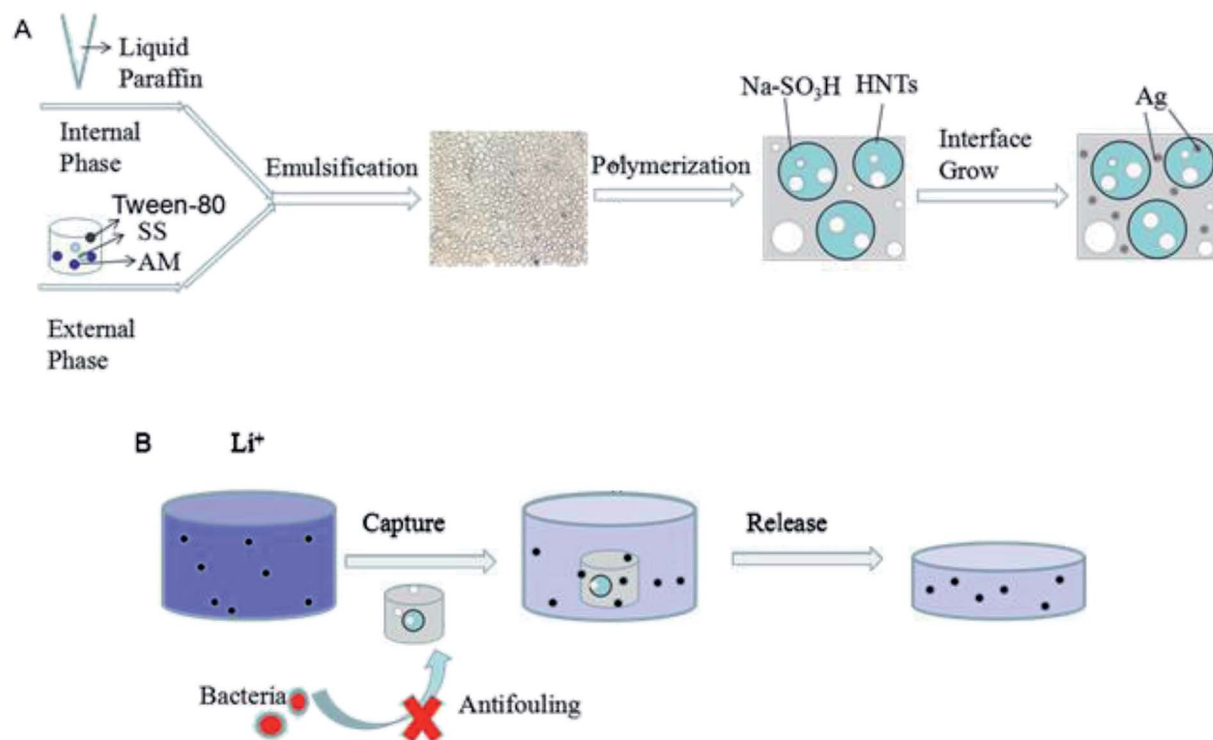 A
Liquid
Paraffin
Internal
Phase
Tween-80
SS
AM
External
Phase
Emulsification
Polymerization
Na-SO₃H
HNTs
Interface
Grow
Ag
B
Li⁺
Capture
Release
Bacteria
Antifouling